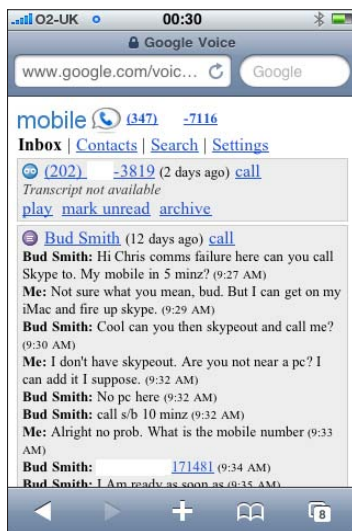 O2-UK 00:30
Google Voice
www.google.com/voic... Google
mobile (347) -7116
Inbox | Contacts | Search | Settings
(202) -3819 (2 days ago) call
Transcript not available
play mark unread archive
Bud Smith (12 days ago) call
Bud Smith: Hi Chris comms failure here can you call
Skype to. My mobile in 5 minz? (9:27 AM)
Me: Not sure what you mean, bud. But I can get on my
iMac and fire up skype. (9:29 AM)
Bud Smith: Cool can you then skypeout and call me?
(9:30 AM)
Me: I don't have skypeout. Are you not near a pc? I
can add it I suppose. (9:32 AM)
Bud Smith: No pc here (9:32 AM)
Bud Smith: call s/b 10 minz (9:32 AM)
Me: Alright no prob. What is the mobile number (9:33
AM)
Bud Smith: 171481 (9:34 AM)
Bud Smith: I Am ready as soon as (9:35 AM)
8